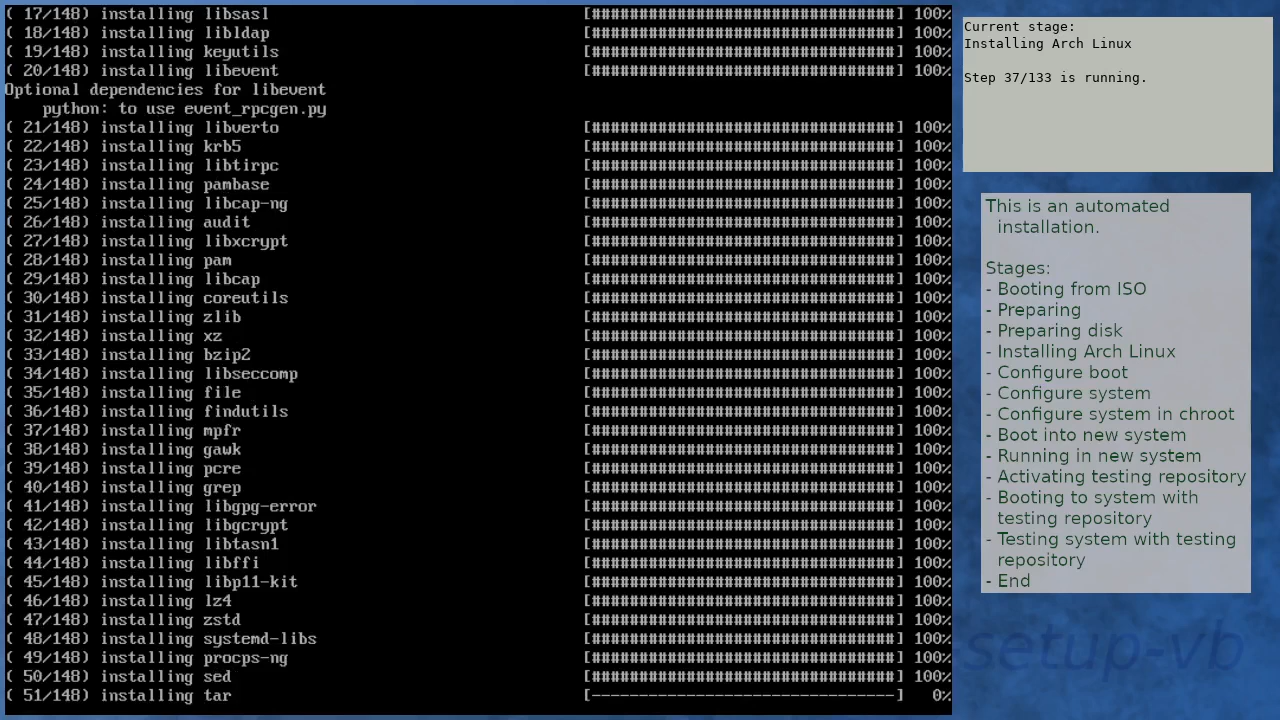 ( 17/148) installing libsasl [################################] 100%
( 18/148) installing libldap [################################] 100%
( 19/148) installing keyutils [################################] 100%
( 20/148) installing libevent [################################] 100%
Optional dependencies for libevent
    python: to use event_rpcgen.py
( 21/148) installing libverto [################################] 100%
( 22/148) installing krb5 [################################] 100%
( 23/148) installing libtirpc [################################] 100%
( 24/148) installing pambase [################################] 100%
( 25/148) installing libcap-ng [################################] 100%
( 26/148) installing audit [################################] 100%
( 27/148) installing libxcrypt [################################] 100%
( 28/148) installing pam [################################] 100%
( 29/148) installing libcap [################################] 100%
( 30/148) installing coreutils [################################] 100%
( 31/148) installing zlib [################################] 100%
( 32/148) installing xz [################################] 100%
( 33/148) installing bzip2 [################################] 100%
( 34/148) installing libseccomp [################################] 100%
( 35/148) installing file [################################] 100%
( 36/148) installing findutils [################################] 100%
( 37/148) installing mpfr [################################] 100%
( 38/148) installing gawk [################################] 100%
( 39/148) installing pcre [################################] 100%
( 40/148) installing grep [################################] 100%
( 41/148) installing libgpg-error [################################] 100%
( 42/148) installing libgcrypt [################################] 100%
( 43/148) installing libtasn1 [################################] 100%
( 44/148) installing libffi [################################] 100%
( 45/148) installing libp11-kit [################################] 100%
( 46/148) installing lz4 [################################] 100%
( 47/148) installing zstd [################################] 100%
( 48/148) installing systemd-libs [################################] 100%
( 49/148) installing procps-ng [################################] 100%
( 50/148) installing sed [################################] 100%
( 51/148) installing tar [--------------------------------] 0%
Current stage:
Installing Arch Linux
Step 37/133 is running.
This is an automated
installation.
Stages:
- Booting from ISO
- Preparing
- Preparing disk
- Installing Arch Linux
- Configure boot
- Configure system
- Configure system in chroot
- Boot into new system
- Running in new system
- Activating testing repository
- Booting to system with
testing repository
- Testing system with testing
repository
- End
setup-vb